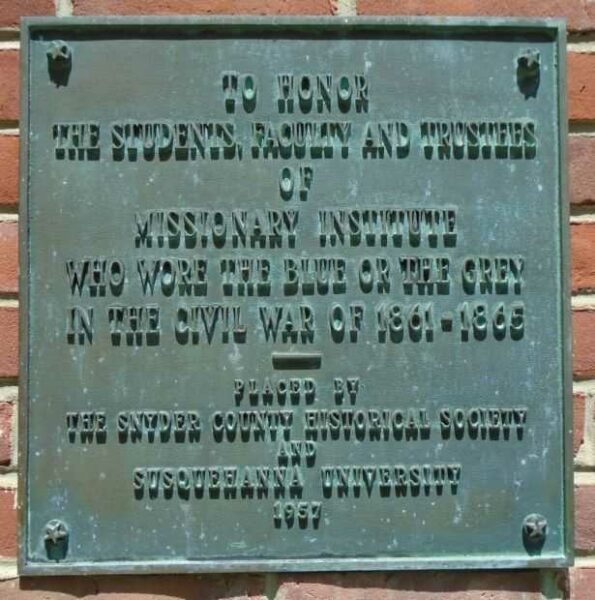 TO HONOR
THE STUDENTS, FACULTY AND TRUSTEES
OF
MISSIONARY INSTITUTE
WHO WORE THE BLUE OR THE GREY
IN THE CIVIL WAR OF 1861-1865
PLACED BY
THE SNYDER COUNTY HISTORICAL SOCIETY
AND
SUSQUEHANNA UNIVERSITY
1957